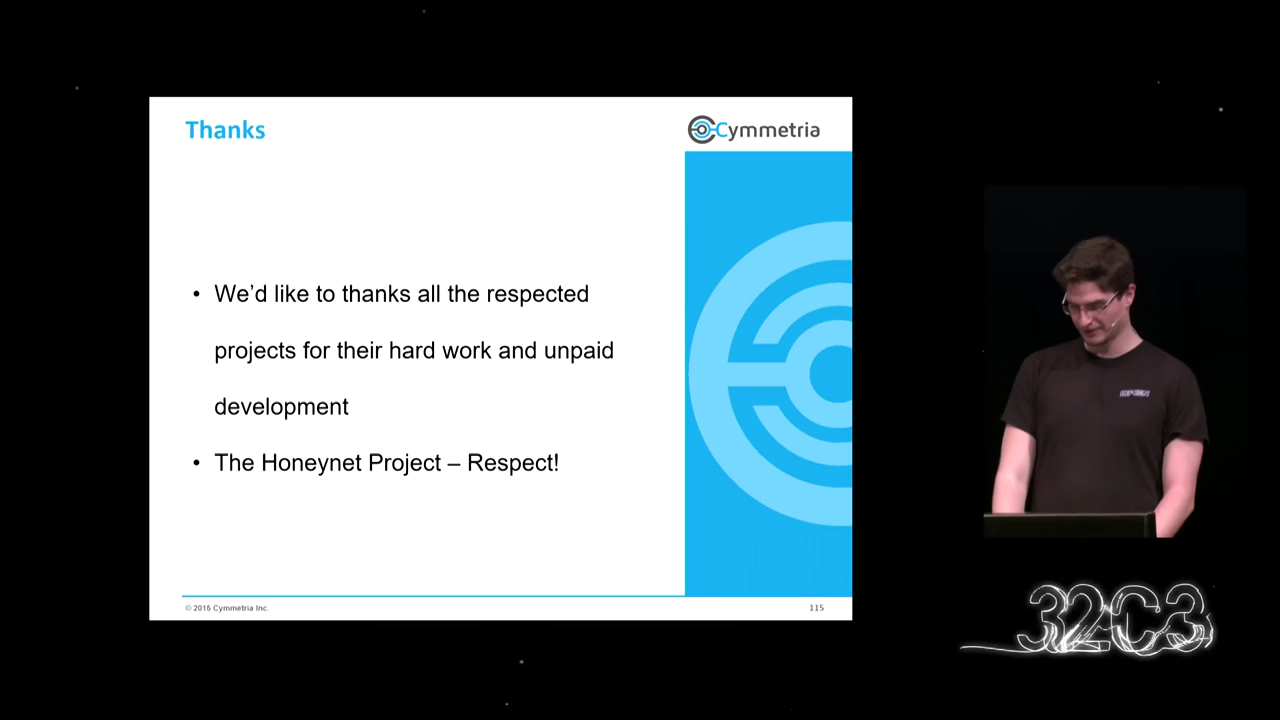 Thanks
Cymmetria
• We’d like to thanks all the respected
projects for their hard work and unpaid
development
• The Honeynet Project – Respect!
© 2015 Cymmetria Inc.
115
32C3